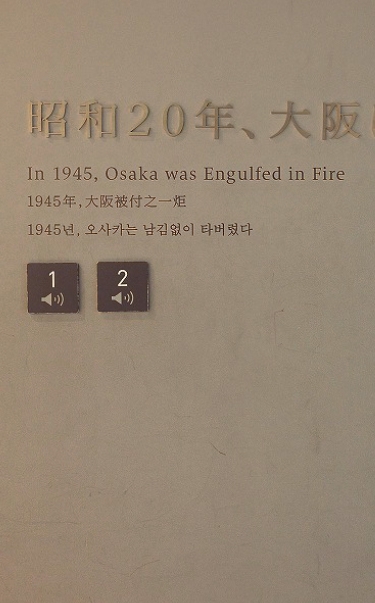 昭和20年、大阪
In 1945, Osaka was Engulfed in Fire
1945年,大阪被付之一炬
1945년, 오사카는 남김없이 타버렸다
1 2